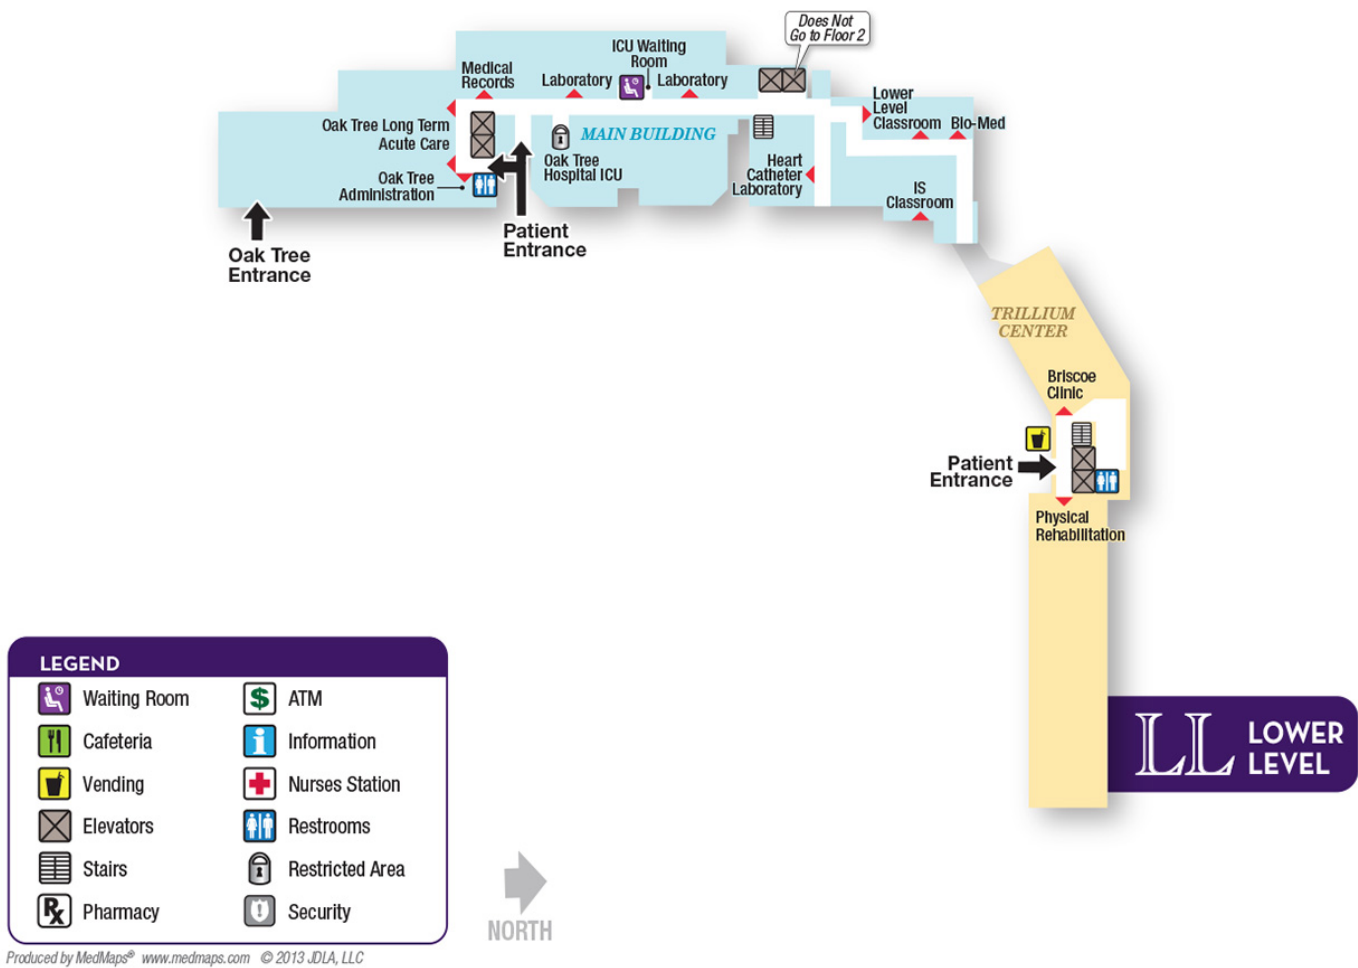 Does Not
Go to Floor 2
ICU Waiting
Room
Medical
Records
Laboratory
Laboratory
Lower
Level
Classroom
Bio-Med
Oak Tree Long Term
Acute Care
MAIN BUILDING
Oak Tree
Hospital ICU
Heart
Catheter
Laboratory
Oak Tree
Administration
IS
Classroom
Patient
Entrance
Oak Tree
Entrance
TRILLIUM
CENTER
Briscoe
Clinic
Patient
Entrance
Physical
Rehabilitation
LL LOWER
LEVEL
LEGEND
Waiting Room
Cafeteria
Vending
Elevators
Stairs
Rx Pharmacy
$ ATM
i Information
Nurses Station
Restrooms
Restricted Area
Security
NORTH
Produced by MedMaps® www.medmaps.com © 2013 JDLA, LLC